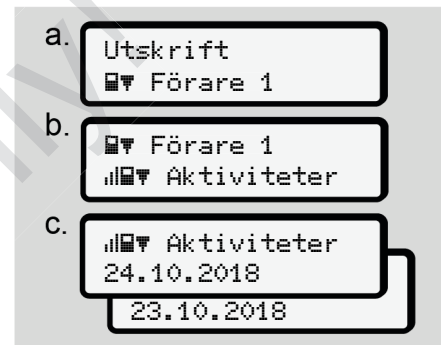 a.
Utskrift
Förare 1
b.
Förare 1
Aktiviteter
c.
Aktiviteter
24.10.2018
23.10.2018